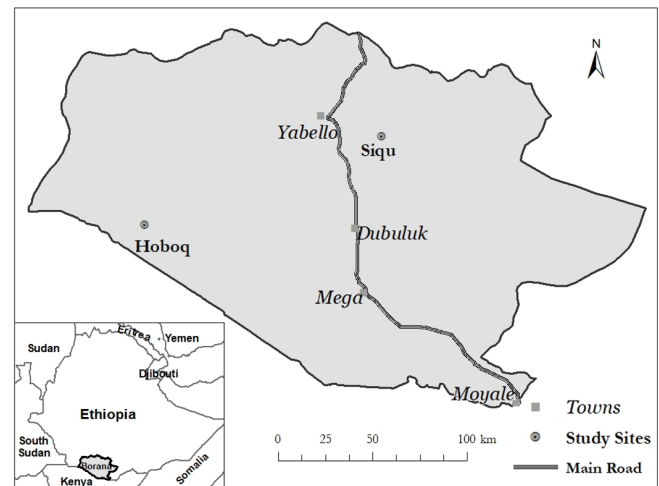 N
Yabello
Siqu
Dubuluk
Hoboq
Mega
Moyale
Eritrea
Yemen
Sudan
Djibouti
Ethiopia
South
Sudan
Borana
Kenya
Somalia
0 25 50 100 km
Towns
Study Sites
Main Road